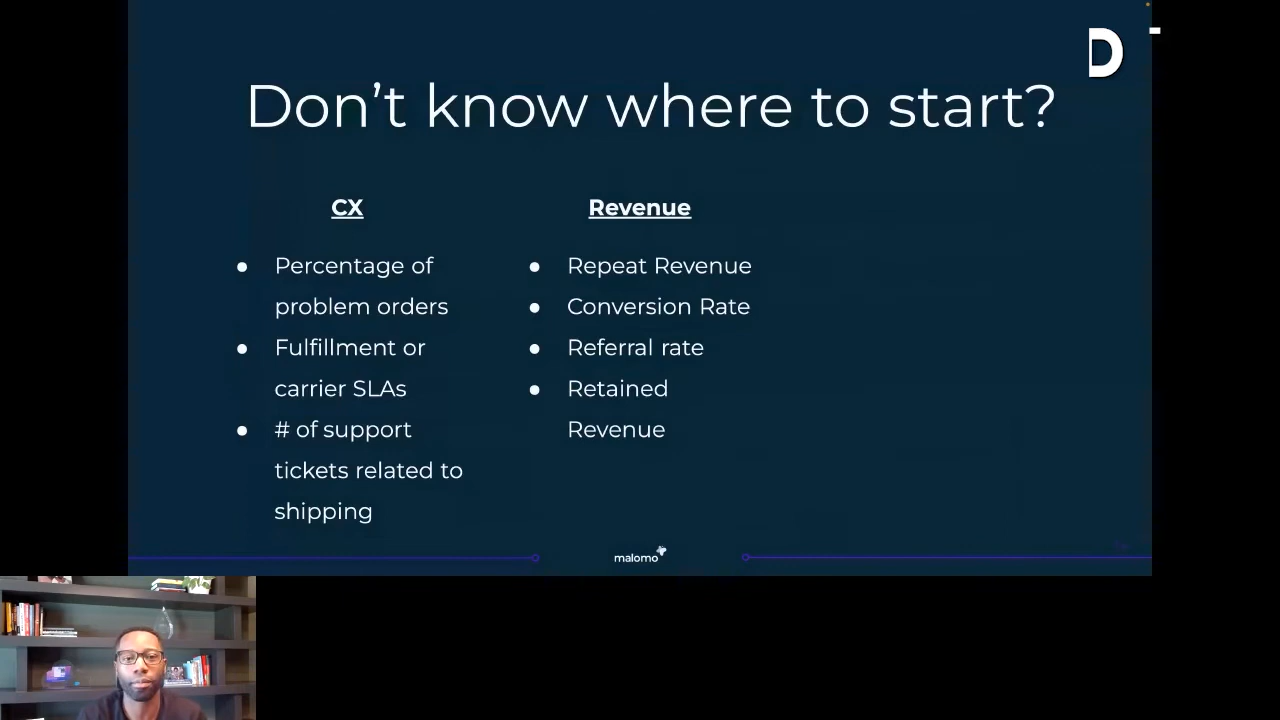 D
Don't know where to start?
CX
● Percentage of
problem orders
● Fulfillment or
carrier SLAs
● # of support
tickets related to
shipping
Revenue
● Repeat Revenue
● Conversion Rate
● Referral rate
● Retained
Revenue
malomo